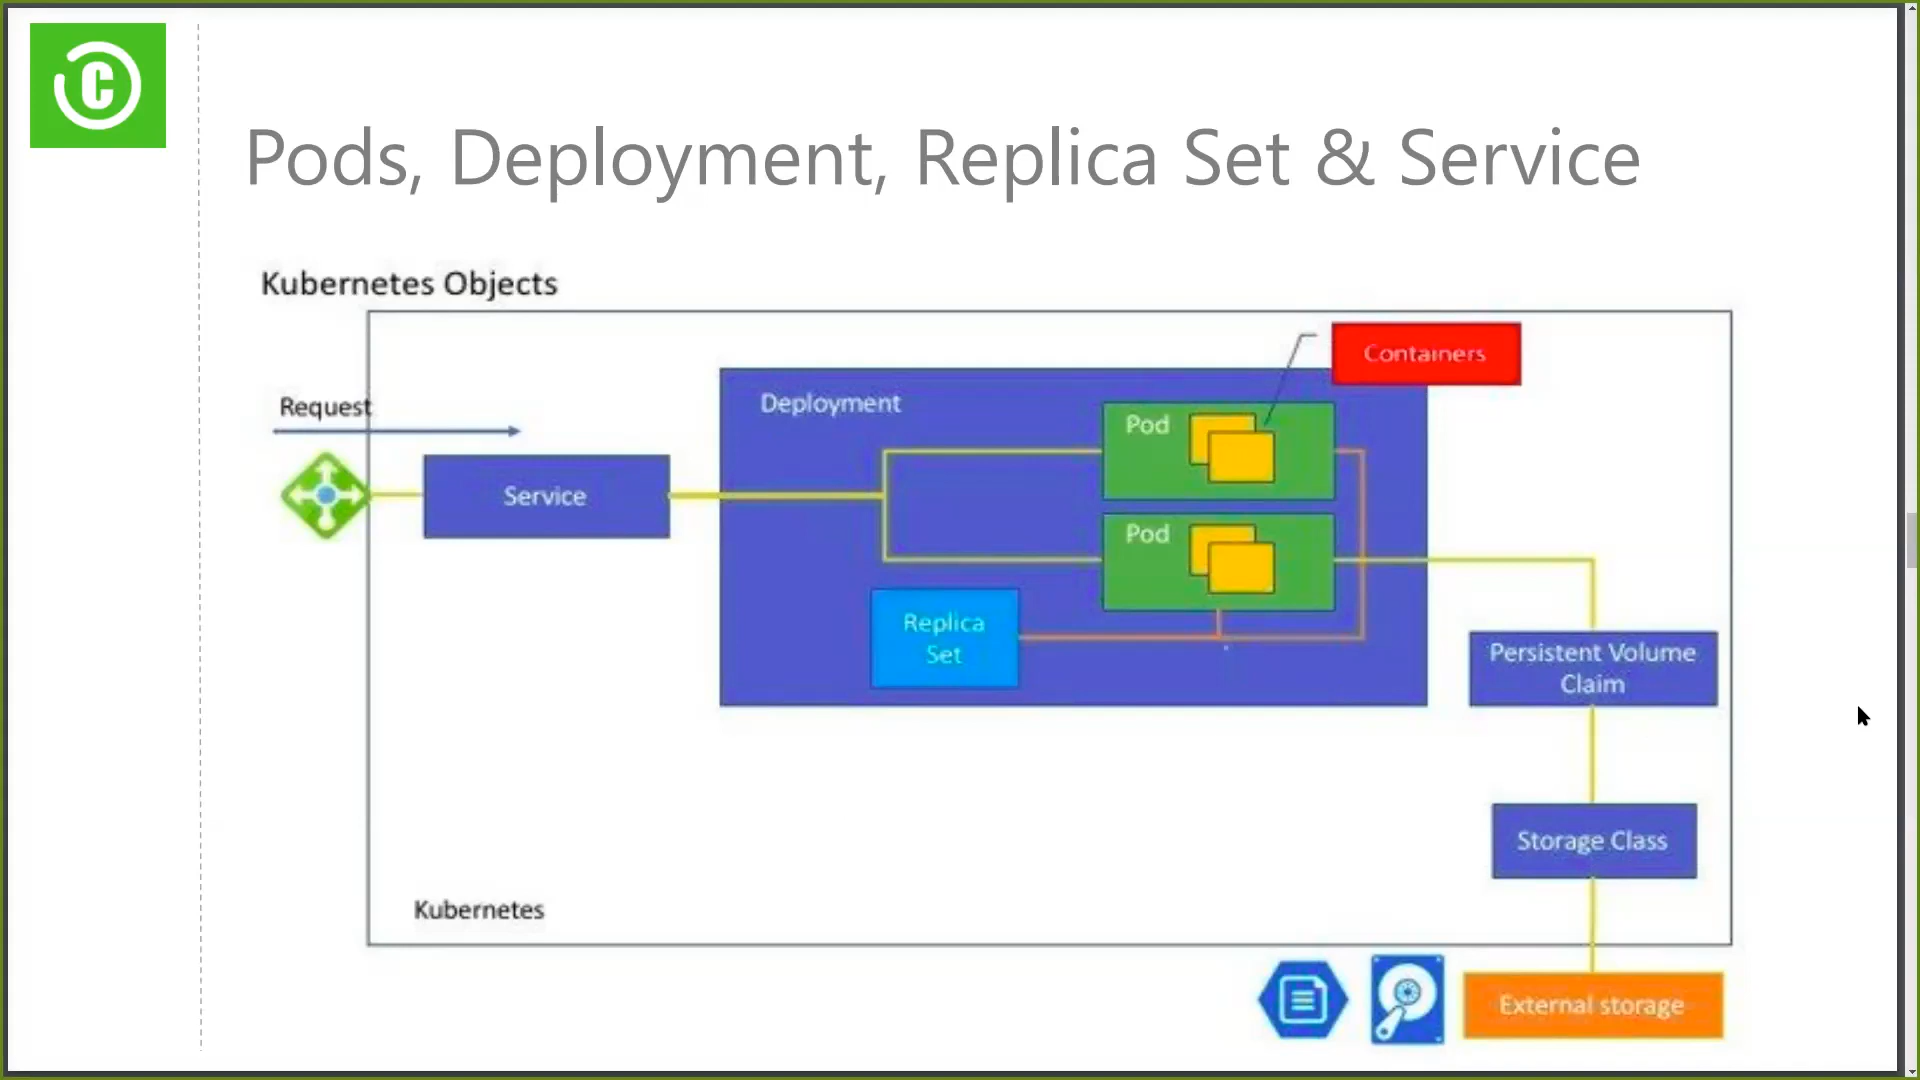 C
Pods, Deployment, Replica Set & Service
Kubernetes Objects
Containers
Request
Deployment
Pod
Service
Pod
Replica
Set
Persistent Volume
Claim
Storage Class
Kubernetes
External storage